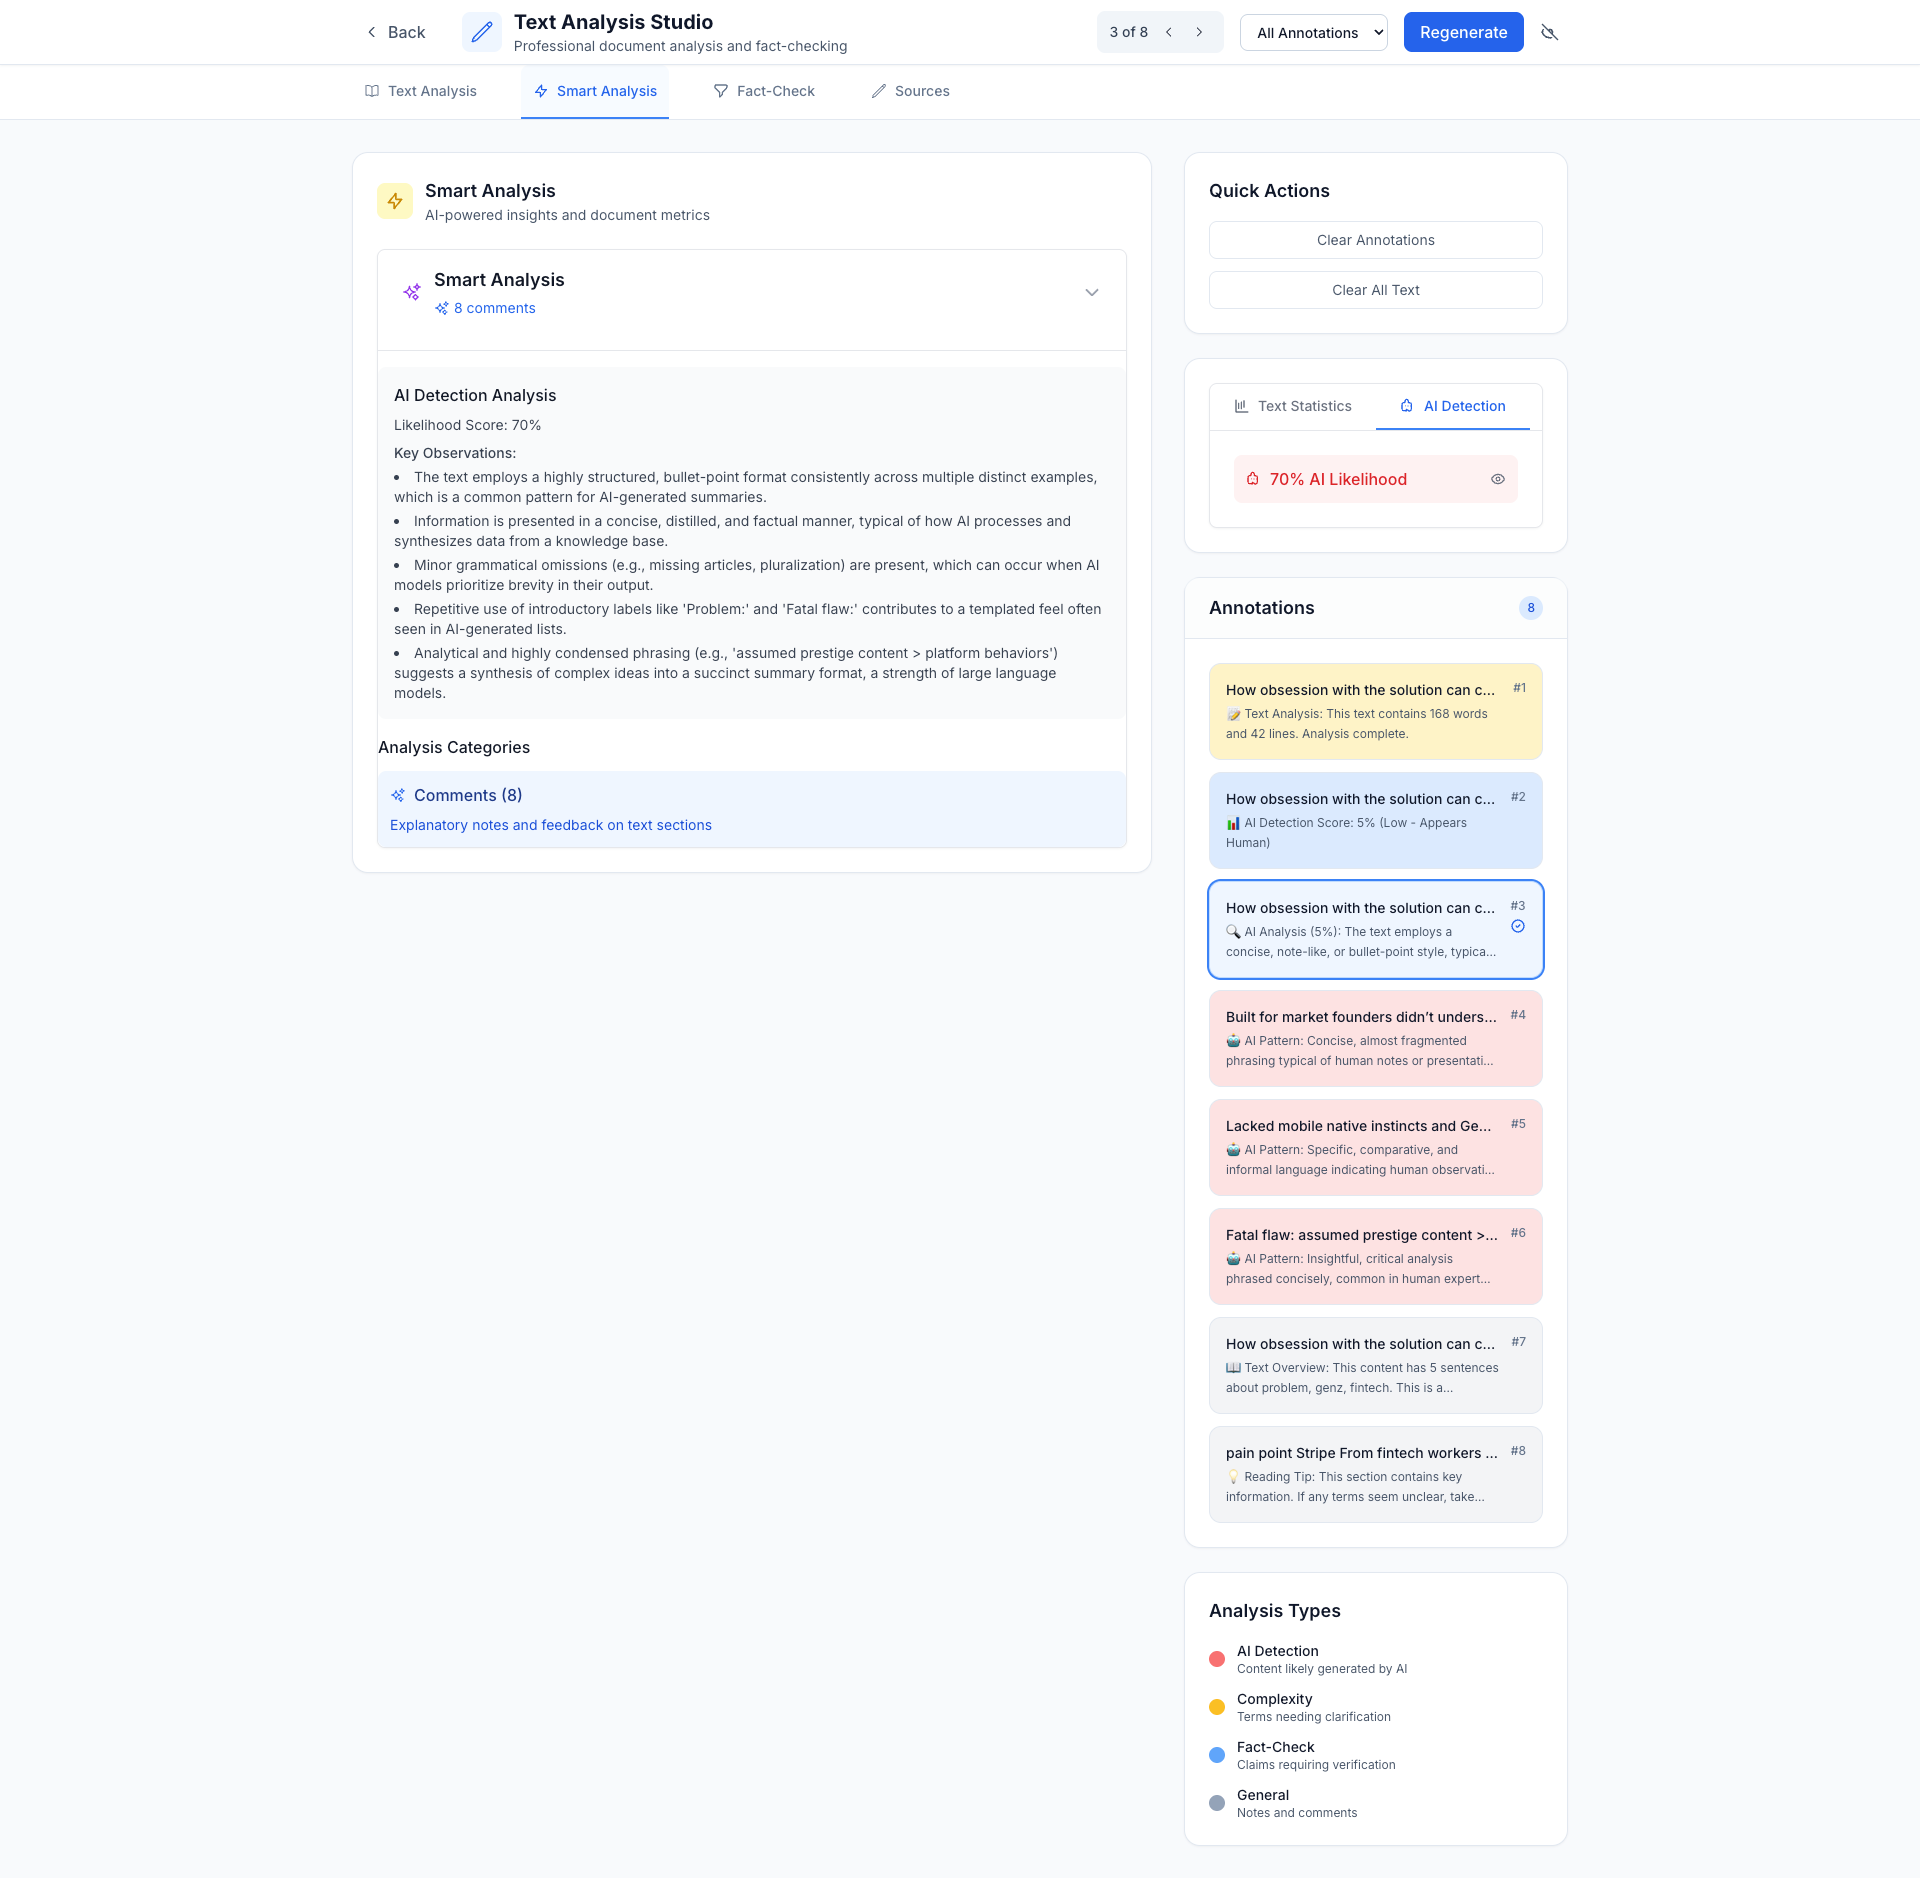 Back
Text Analysis Studio
Professional document analysis and fact-checking
3 of 8
All Annotations
Regenerate
Text Analysis
Smart Analysis
Fact-Check
Sources
Smart Analysis
AI-powered insights and document metrics
Smart Analysis
8 comments
AI Detection Analysis
Likelihood Score: 70%
Key Observations:
• The text employs a highly structured, bullet-point format consistently across multiple distinct examples,
which is a common pattern for AI-generated summaries.
• Information is presented in a concise, distilled, and factual manner, typical of how AI processes and
synthesizes data from a knowledge base.
• Minor grammatical omissions (e.g., missing articles, pluralization) are present, which can occur when AI
models prioritize brevity in their output.
• Repetitive use of introductory labels like 'Problem:' and 'Fatal flaw:' contributes to a templated feel often
seen in AI-generated lists.
• Analytical and highly condensed phrasing (e.g., 'assumed prestige content > platform behaviors')
suggests a synthesis of complex ideas into a succinct summary format, a strength of large language
models.
Analysis Categories
Comments (8)
Explanatory notes and feedback on text sections
Quick Actions
Clear Annotations
Clear All Text
Text Statistics
AI Detection
70% AI Likelihood
Annotations
8
How obsession with the solution can c... #1
📝 Text Analysis: This text contains 168 words
and 42 lines. Analysis complete.
How obsession with the solution can c... #2
📊 AI Detection Score: 5% (Low - Appears
Human)
How obsession with the solution can c... #3
🔍 AI Analysis (5%): The text employs a
concise, note-like, or bullet-point style, typica...
Built for market founders didn’t unders... #4
🤖 AI Pattern: Concise, almost fragmented
phrasing typical of human notes or presentati...
Lacked mobile native instincts and Ge... #5
🤖 AI Pattern: Specific, comparative, and
informal language indicating human observati...
Fatal flaw: assumed prestige content >... #6
🤖 AI Pattern: Insightful, critical analysis
phrased concisely, common in human expert...
How obsession with the solution can c... #7
📖 Text Overview: This content has 5 sentences
about problem, genz, fintech. This is a...
pain point Stripe From fintech workers ... #8
💡 Reading Tip: This section contains key
information. If any terms seem unclear, take...
Analysis Types
AI Detection
Content likely generated by AI
Complexity
Terms needing clarification
Fact-Check
Claims requiring verification
General
Notes and comments